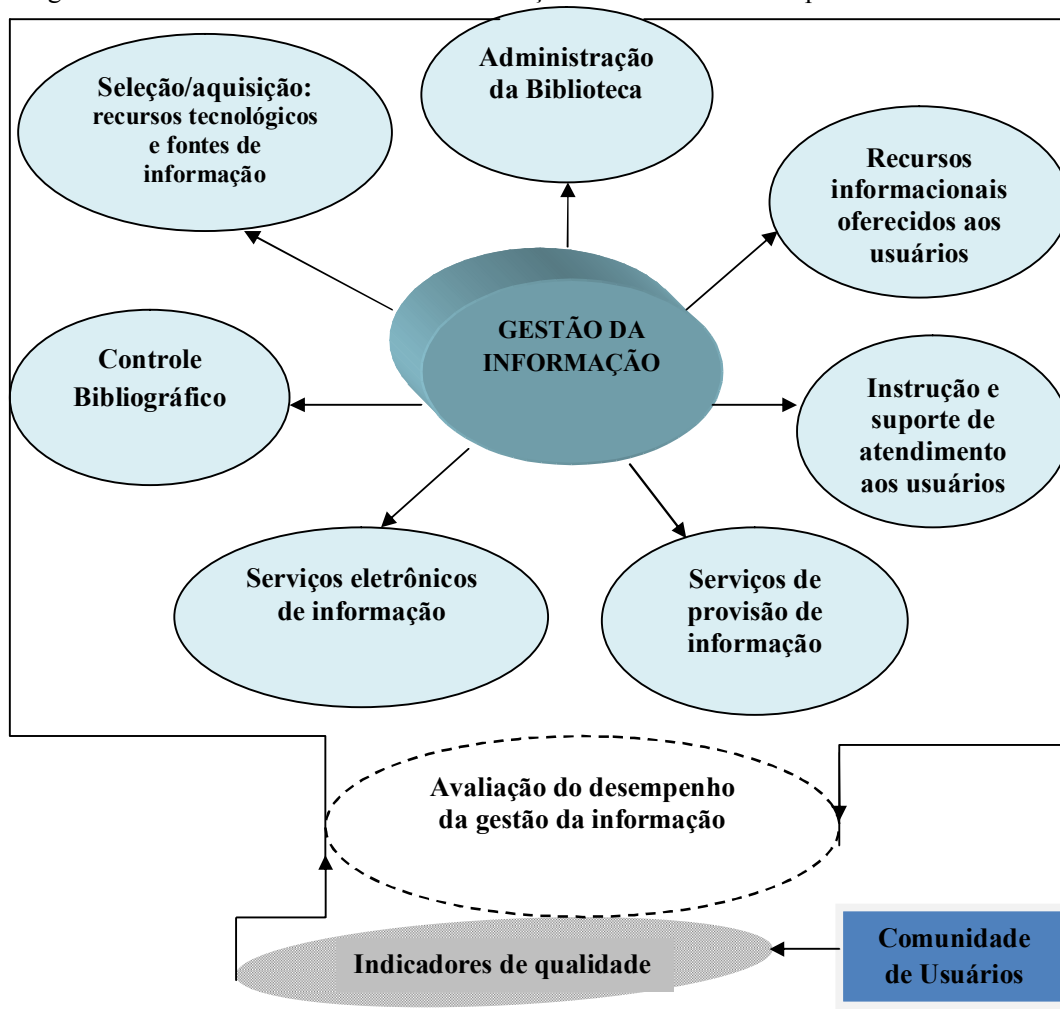 Administração
da Biblioteca
Seleção/aquisição:
recursos tecnológicos
e fontes de
informação
Recursos
informacionais
oferecidos aos
usuários
GESTÃO DA
INFORMAÇÃO
Controle
Bibliográfico
Instrução e
suporte de
atendimento
aos usuários
Serviços eletrônicos
de informação
Serviços de
provisão de
informação
Avaliação do desempenho
da gestão da informação
Indicadores de qualidade
Comunidade
de Usuários